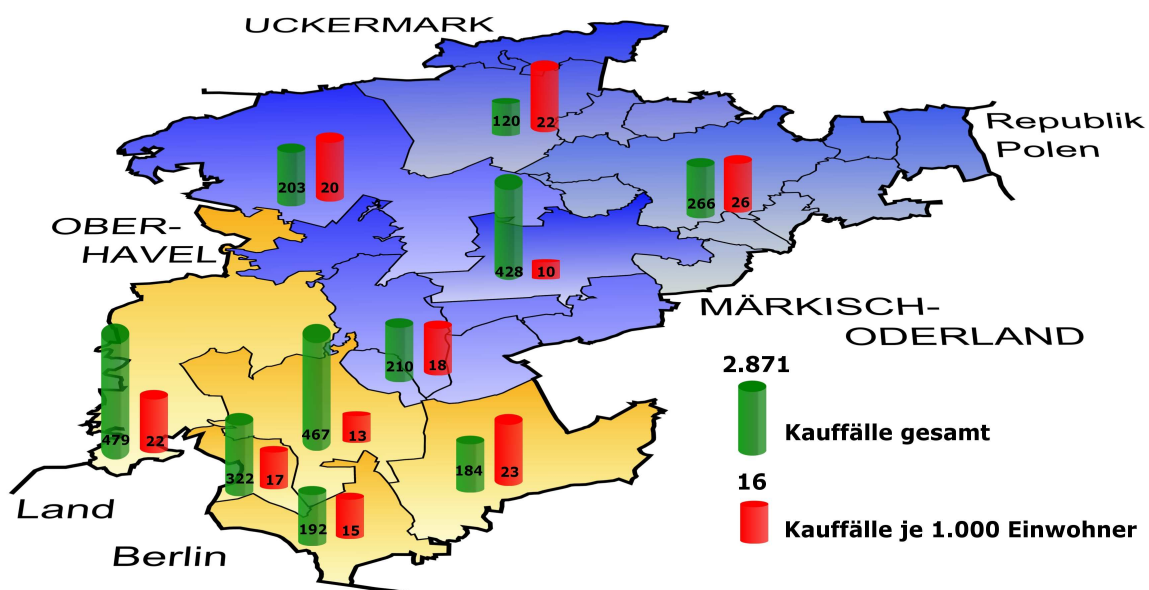 UCKERMARK
120
22
Republik
Polen
203
20
266
26
OBER-
HAVEL
428
10
MÄRKISCH-
ODERLAND
210
18
2.871
Kauffälle gesamt
479
22
467
13
322
17
184
23
16
Kauffälle je 1.000 Einwohner
192
15
Land
Berlin